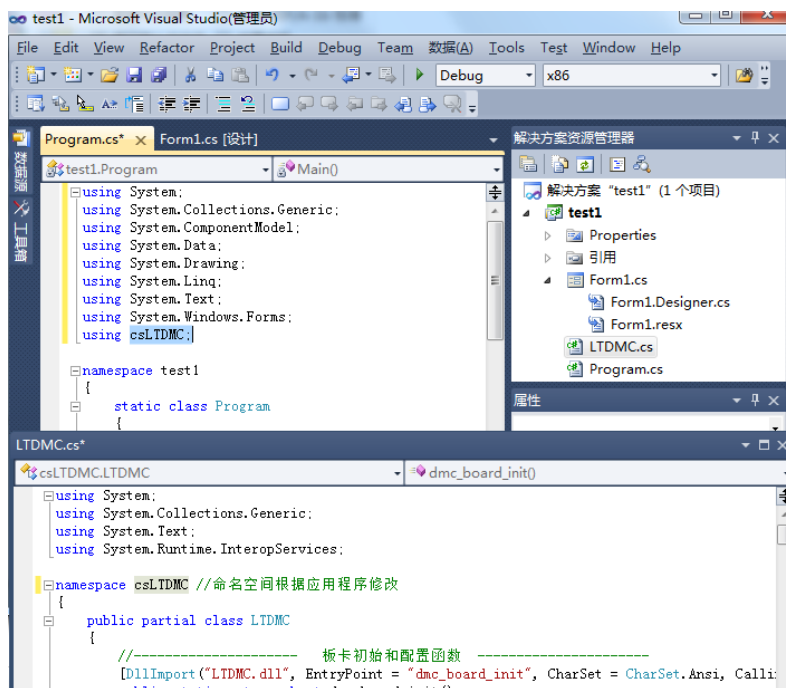 test1 - Microsoft Visual Studio(管理员)
File Edit View Refactor Project Build Debug Team 数据(A) Tools Test Window Help
Debug x86
Program.cs* Form1.cs [设计]
test1.Program Main()
数据源
工具箱
using System;
using System.Collections.Generic;
using System.ComponentModel;
using System.Data;
using System.Drawing;
using System.Linq;
using System.Text;
using System.Windows.Forms;
using csLTDMC;
namespace test1
{
static class Program
{
解决方案资源管理器
解决方案 "test1" (1 个项目)
test1
Properties
引用
Form1.cs
Form1.Designer.cs
Form1.resx
LTDMC.cs
Program.cs
属性
LTDMC.cs*
csLTDMC.LTDMC dmc_board_init()
using System;
using System.Collections.Generic;
using System.Text;
using System.Runtime.InteropServices;
namespace csLTDMC //命名空间根据应用程序修改
{
public partial class LTDMC
{
//--------------------- 板卡初始和配置函数 ----------------------
[DllImport("LTDMC.dll", EntryPoint = "dmc_board_init", CharSet = CharSet.Ansi, Calli